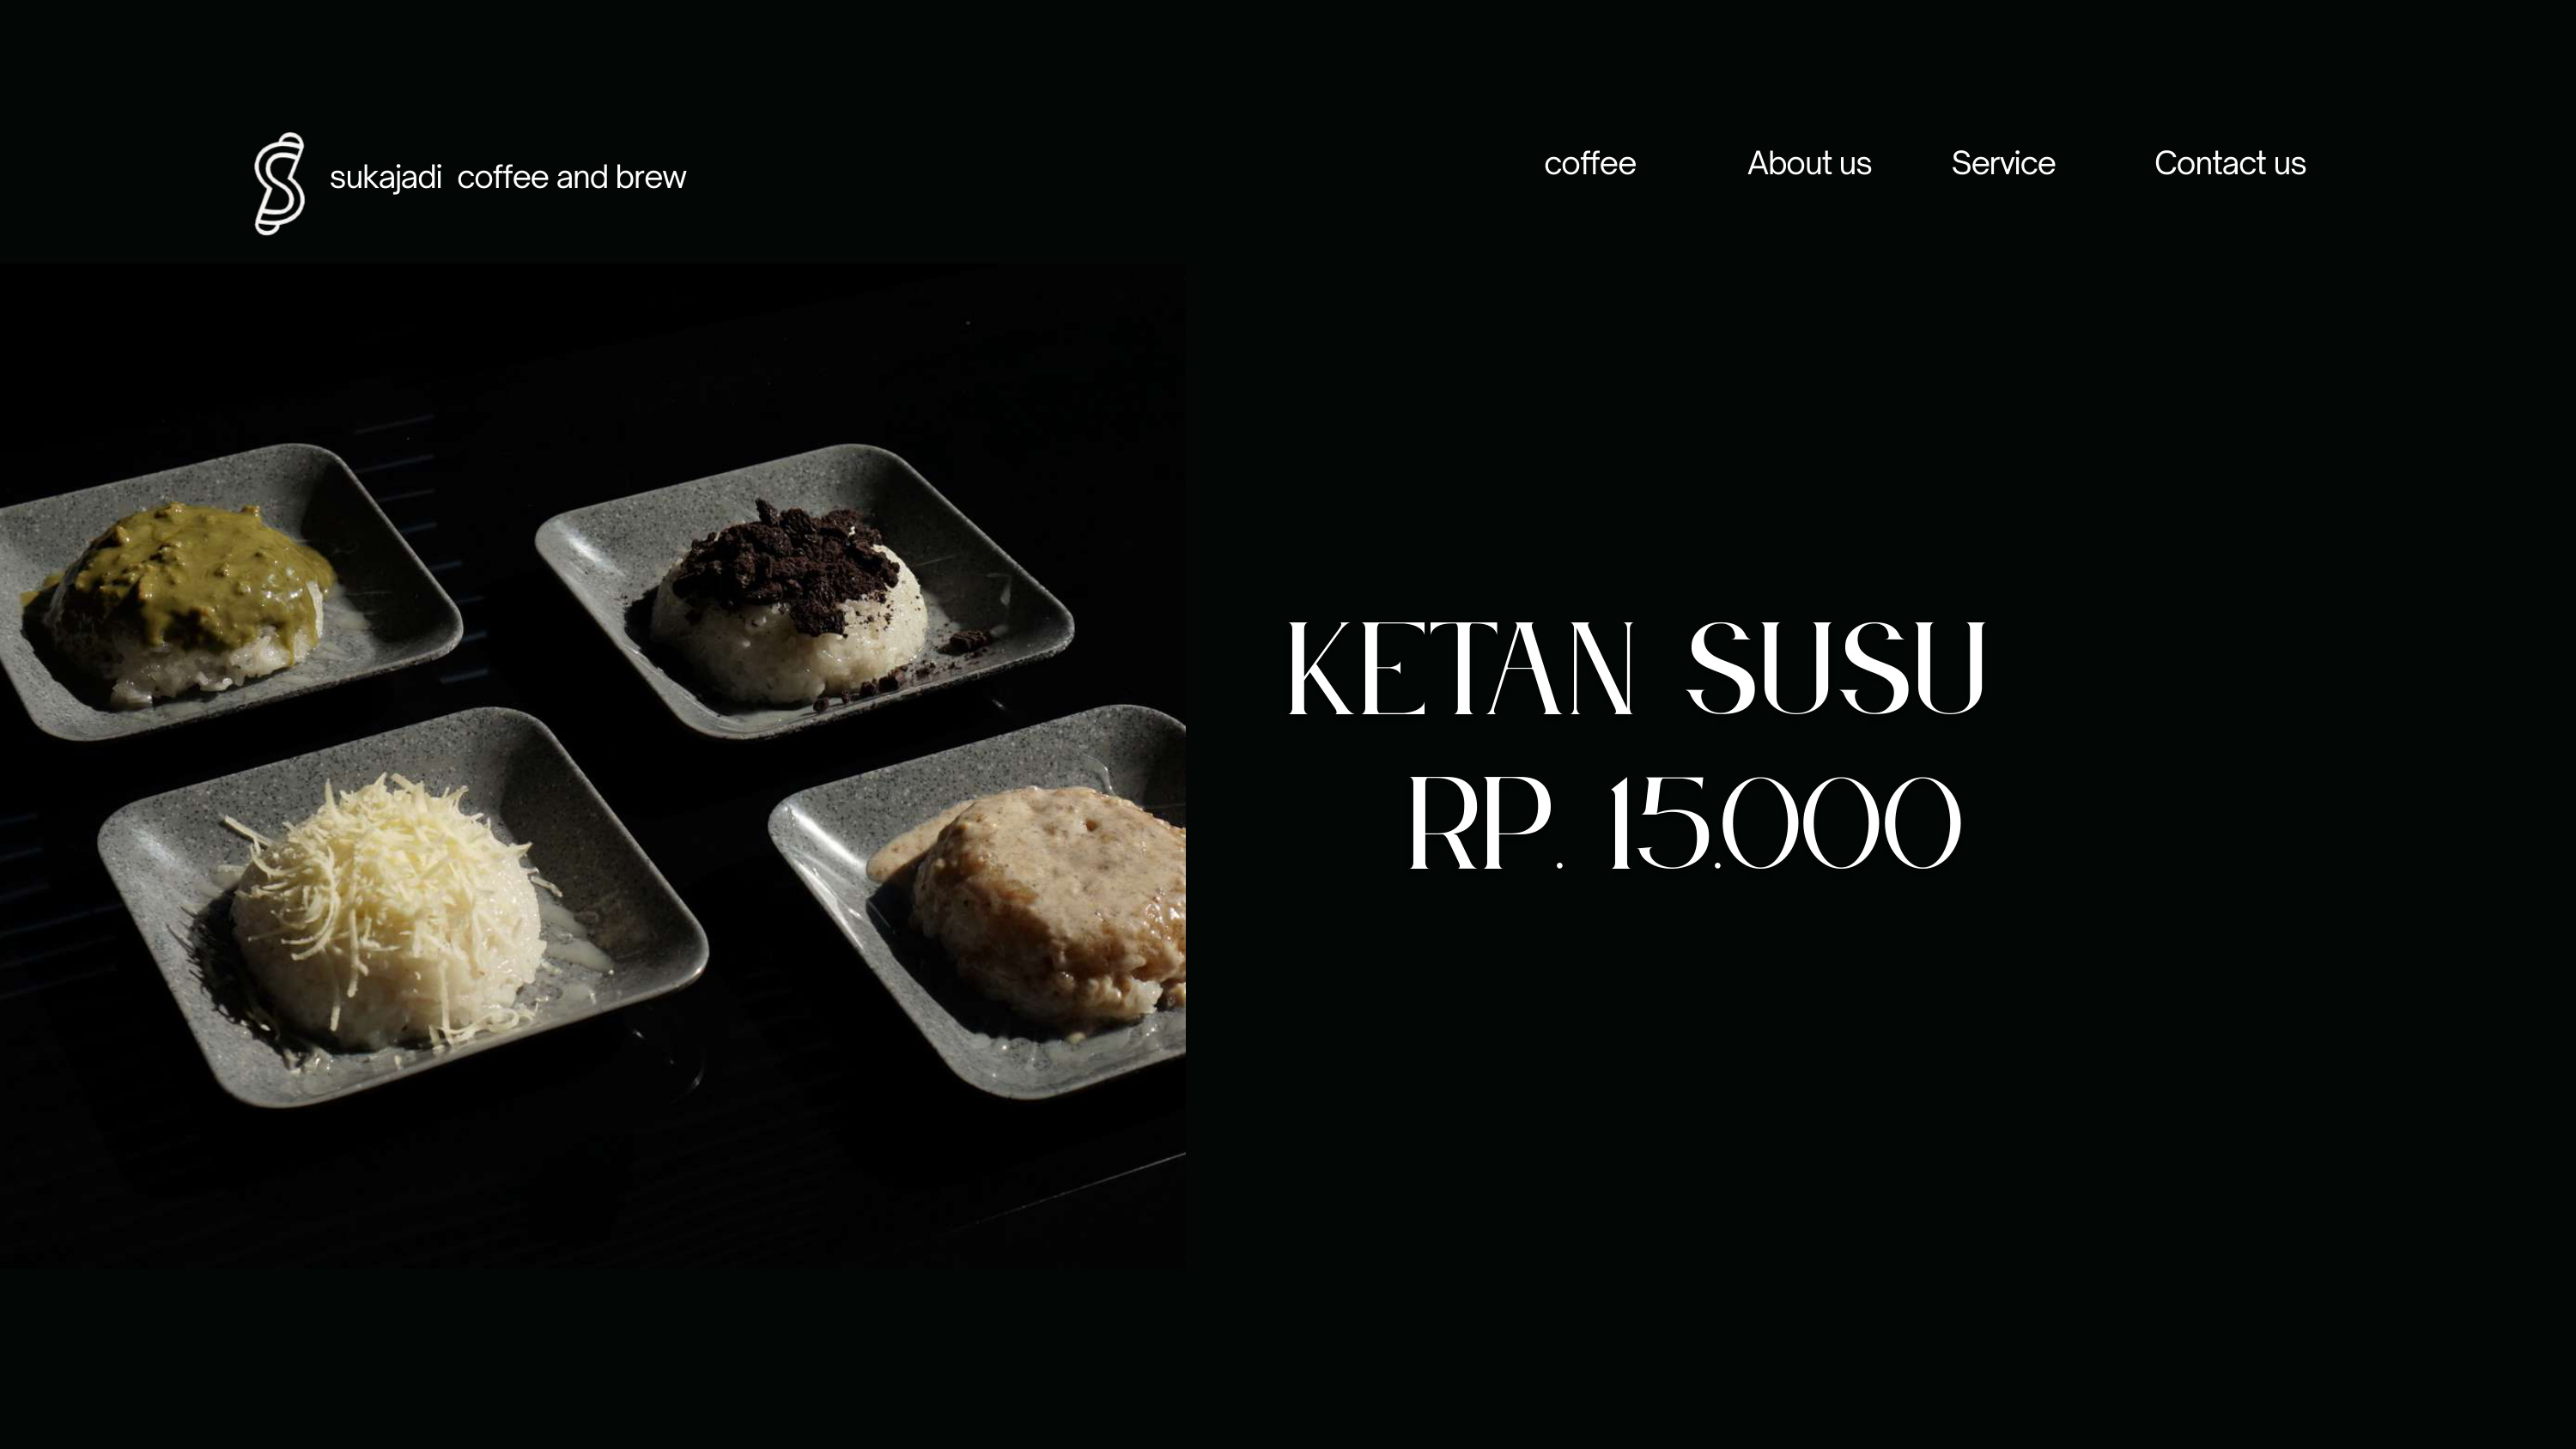 sukajadi  coffee and brew
coffee
About us
Service
Contact us
KETAN SUSU
RP. 15.000